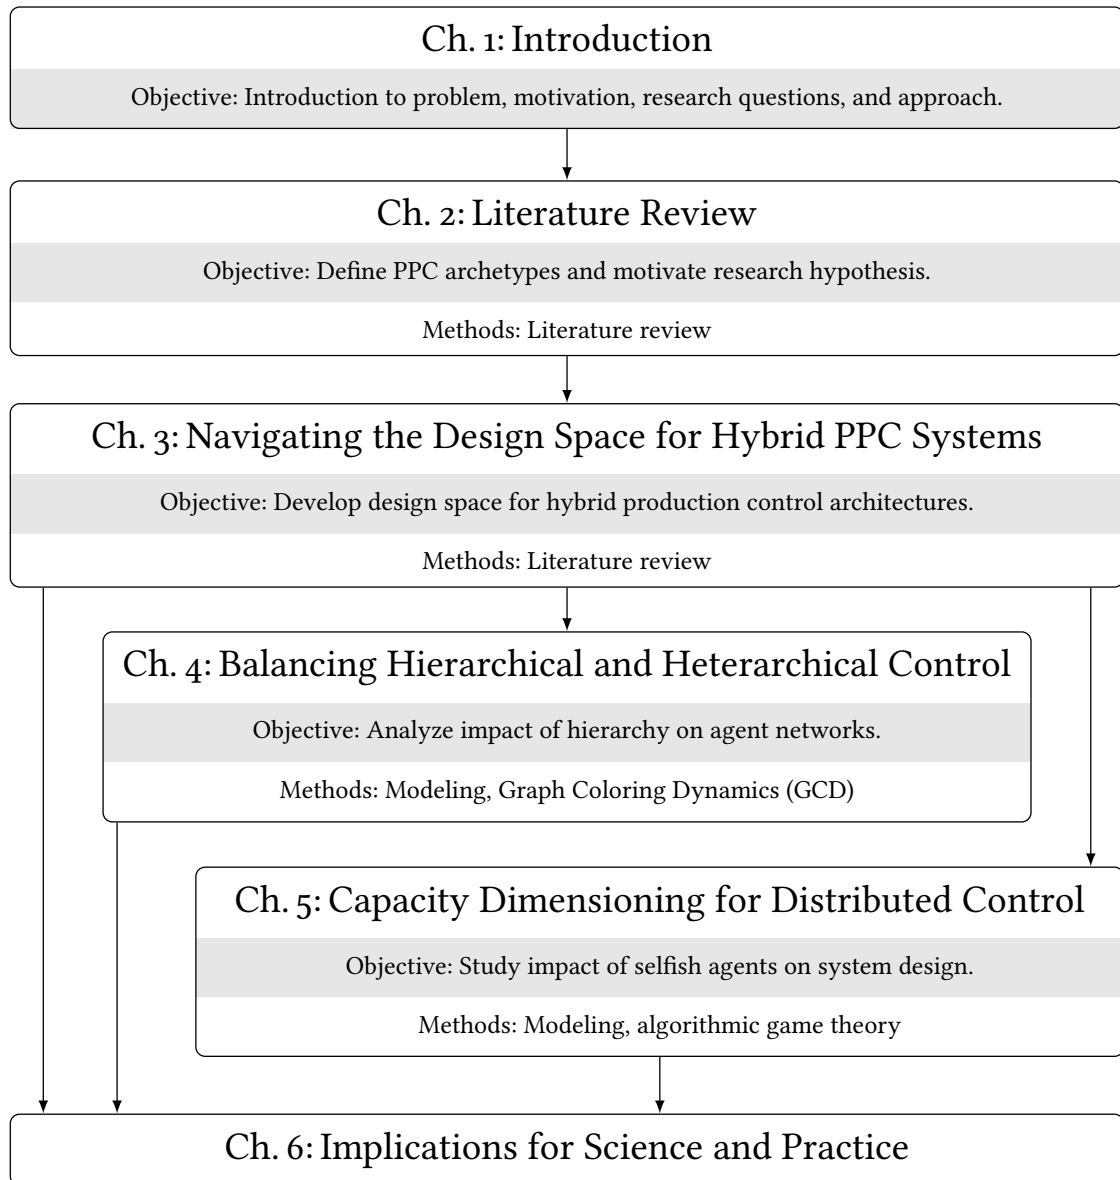 Ch. 1: Introduction
Objective: Introduction to problem, motivation, research questions, and approach.
Ch. 2: Literature Review
Objective: Define PPC archetypes and motivate research hypothesis.
Methods: Literature review
Ch. 3: Navigating the Design Space for Hybrid PPC Systems
Objective: Develop design space for hybrid production control architectures.
Methods: Literature review
Ch. 4: Balancing Hierarchical and Heterarchical Control
Objective: Analyze impact of hierarchy on agent networks.
Methods: Modeling, Graph Coloring Dynamics (GCD)
Ch. 5: Capacity Dimensioning for Distributed Control
Objective: Study impact of selfish agents on system design.
Methods: Modeling, algorithmic game theory
Ch. 6: Implications for Science and Practice